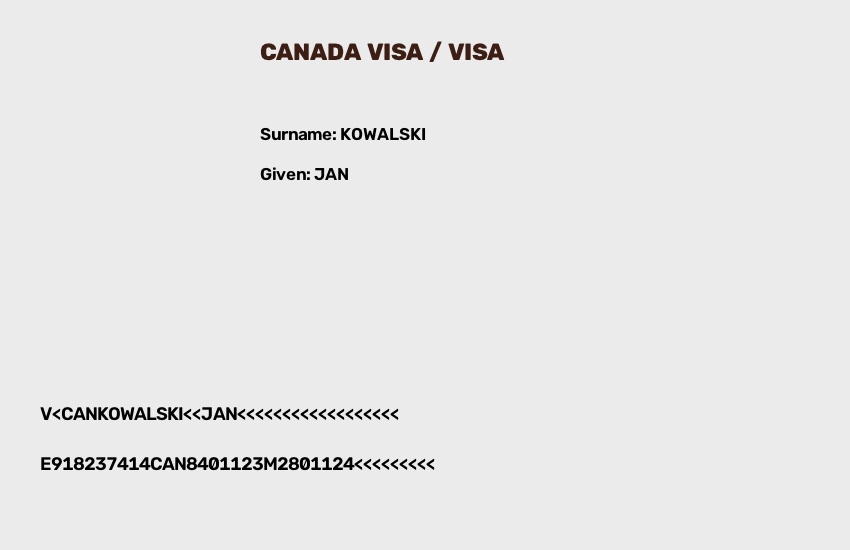 CANADA VISA / VISA
Surname: KOWALSKI
Given: JAN
V<CANKOWALSKI<<JAN<<<<<<<<<<<<<<<<<<
E918237414CAN8401123M2801124<<<<<<<<<